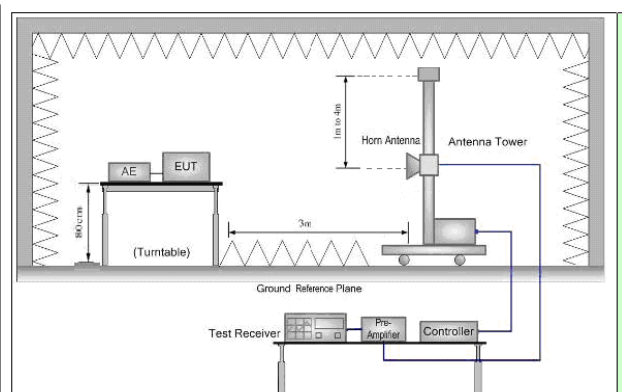 1m to 4m
Horn Antenna
Antenna Tower
AE
EUT
80cm
3m
(Turntable)
Ground Reference Plane
Test Receiver
Pre-
Amplifier
Controller